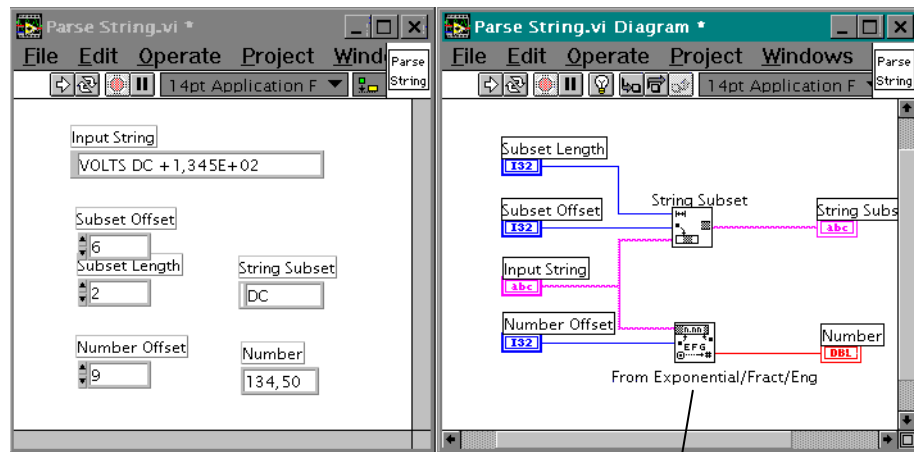 Parse String.vi *
File Edit Operate Project Wind
Parse
String
14pt Application F
Input String
VOLTS DC +1,345E+02
Subset Offset
6
Subset Length
2
String Subset
DC
Number Offset
9
Number
134,50
Parse String.vi Diagram *
File Edit Operate Project Windows
Parse
String
14pt Application F
Subset Length
I32
String Subset
Subset Offset
I32
String Subs
abc
Input String
abc
Number Offset
I32
n.nn
EFG
#
Number
DBL
From Exponential/Fract/Eng